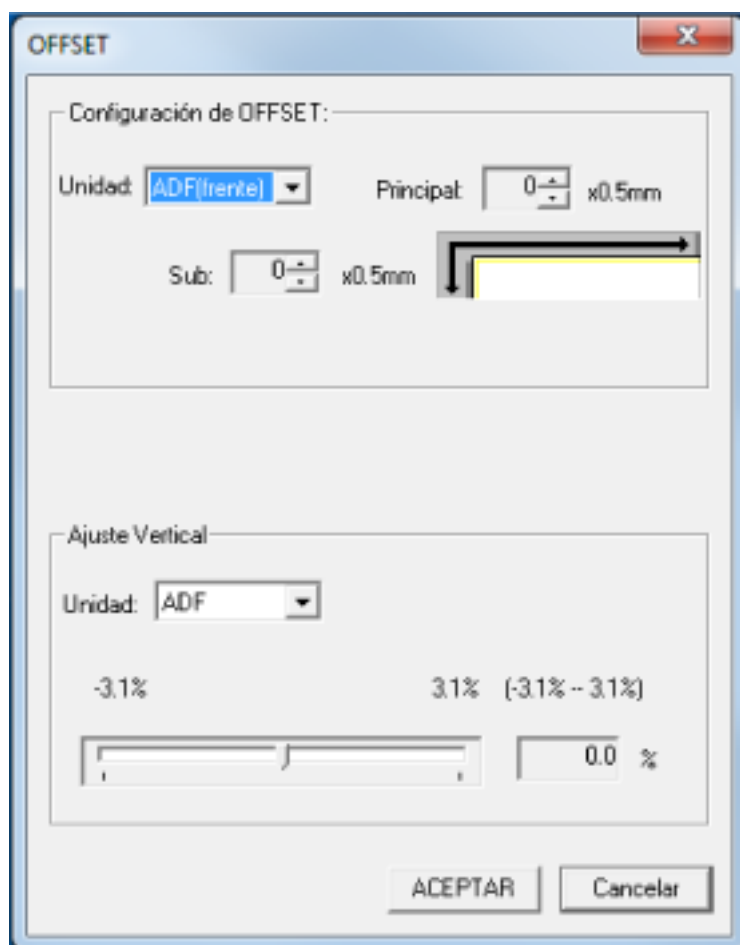 OFFSET
Configuración de OFFSET:
Unidad: ADF(frente) Principal: 0 x0.5mm
Sub: 0 x0.5mm
Ajuste Vertical
Unidad: ADF
-3.1% 3.1% (-3.1% -- 3.1%)
0.0 %
ACEPTAR Cancelar